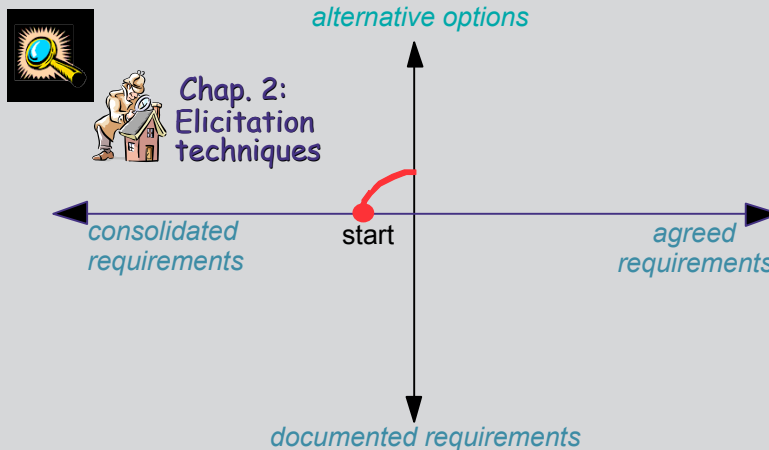 alternative options
Chap. 2:
Elicitation
techniques
consolidated
requirements
start
agreed
requirements
documented requirements